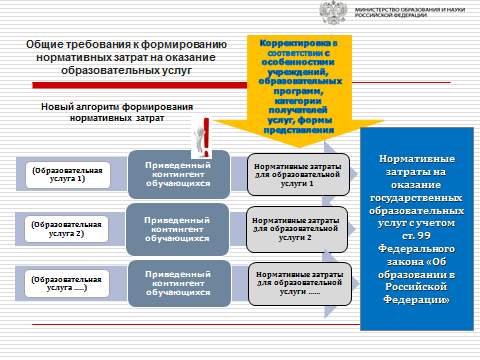 МИНИСТЕРСТВО ОБРАЗОВАНИЯ И НАУКИ
РОССИЙСКОЙ ФЕДЕРАЦИИ
Общие требования к формированию
нормативных затрат на оказание
образовательных услуг
Корректировка в
соответствии с
особенностями
учреждений,
образовательных
программ,
категории
получателей
услуг, формы
представления
Новый алгоритм формирования
нормативных затрат
(Образовательная
услуга 1)
Приведенный
контингент
обучающихся
Нормативные затраты
для образовательной
услуги 1
(Образовательная
услуга 2)
Приведенный
контингент
обучающихся
Нормативные затраты
для образовательной
услуги 2
(Образовательная
услуга ....)
Приведенный
контингент
обучающихся
Нормативные затраты
для образовательной
услуги ......
Нормативные
затраты на
оказание
государственных
образовательных
услуг с учетом
ст. 99
Федерального
закона «Об
образовании в
Российской
Федерации»